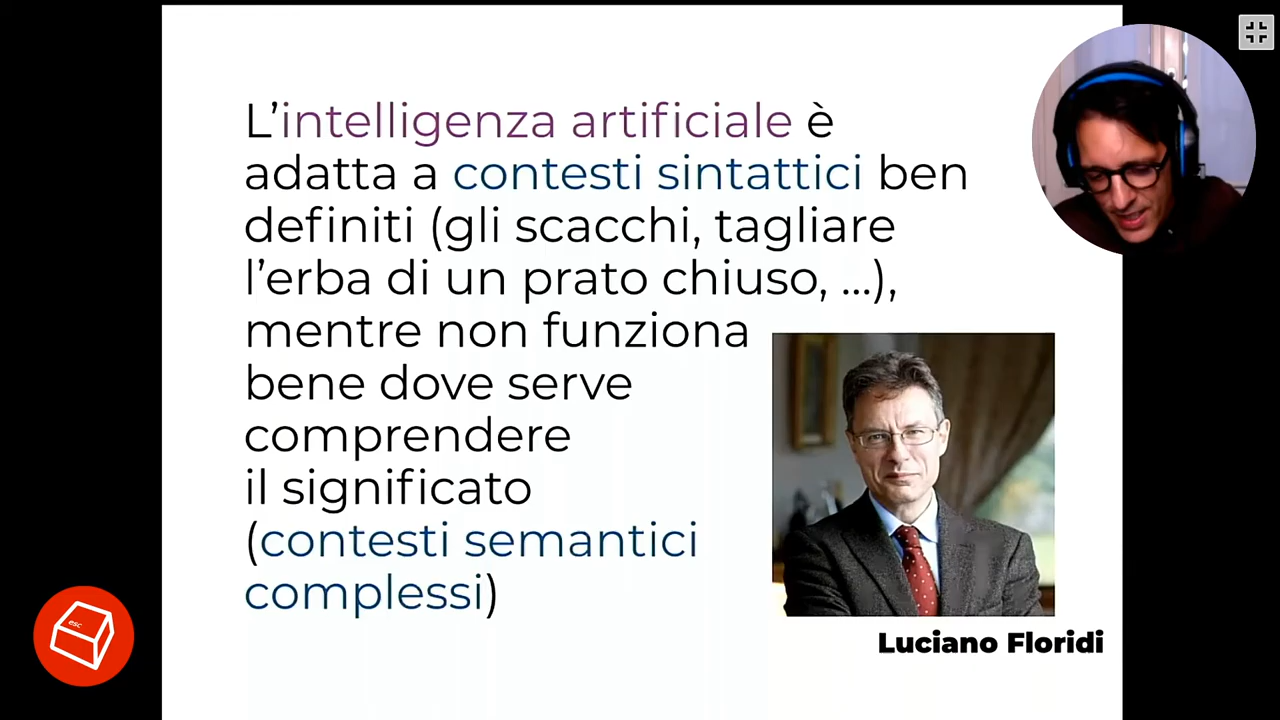 L'intelligenza artificiale è
adatta a contesti sintattici ben
definiti (gli scacchi, tagliare
l'erba di un prato chiuso, ...),
mentre non funziona
bene dove serve
comprendere
il significato
(contesti semantici
complessi)
Luciano Floridi
esc